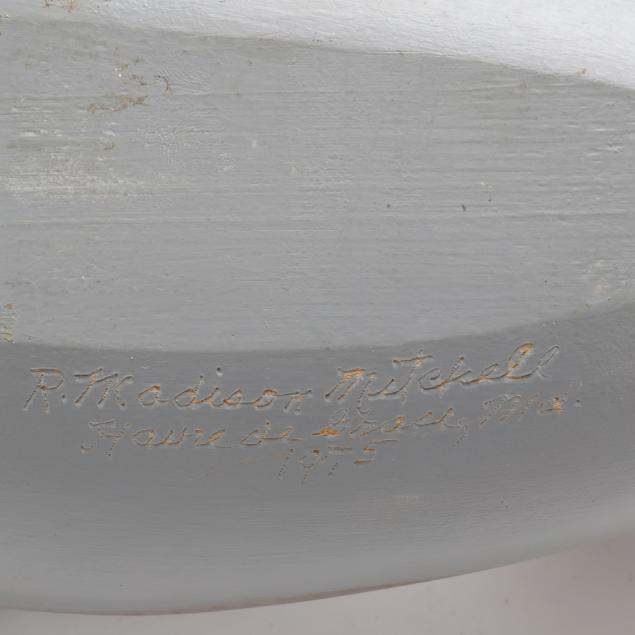 R. Madison Mitchell
Havre de Grace, Md.
1975